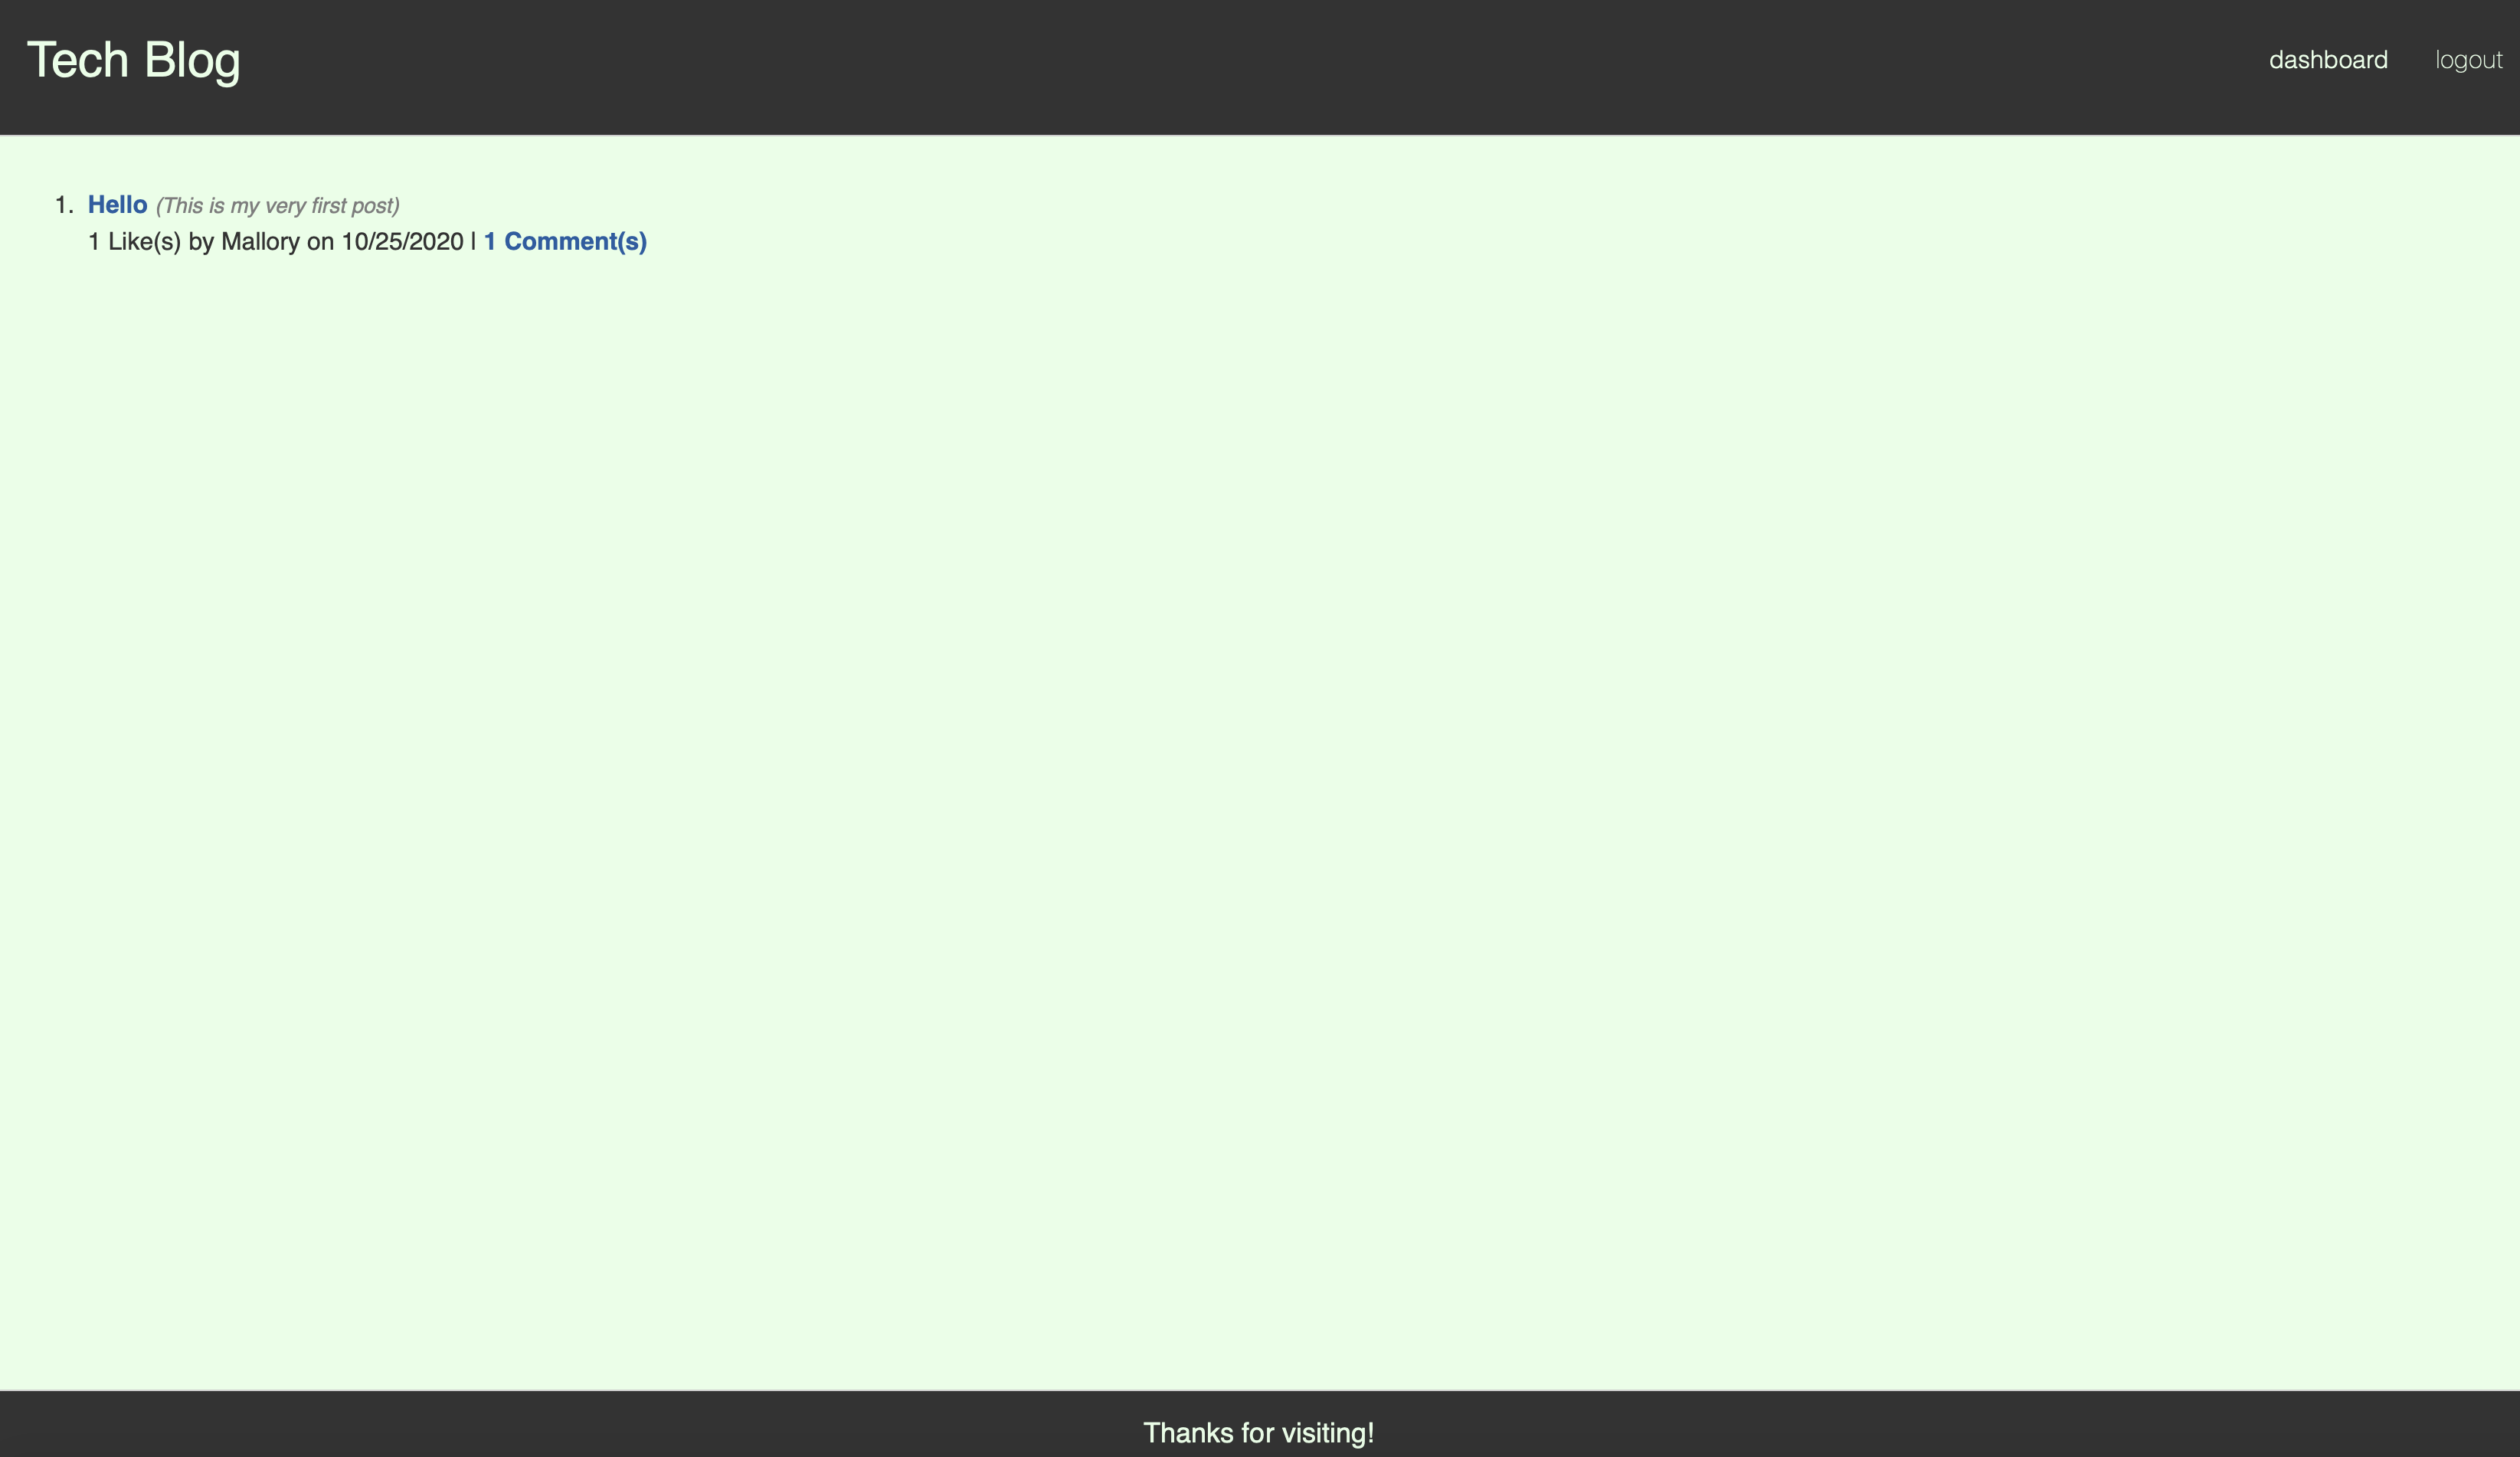 Tech Blog
dashboard logout
1. Hello (This is my very first post)
1 Like(s) by Mallory on 10/25/2020 | 1 Comment(s)
Thanks for visiting!